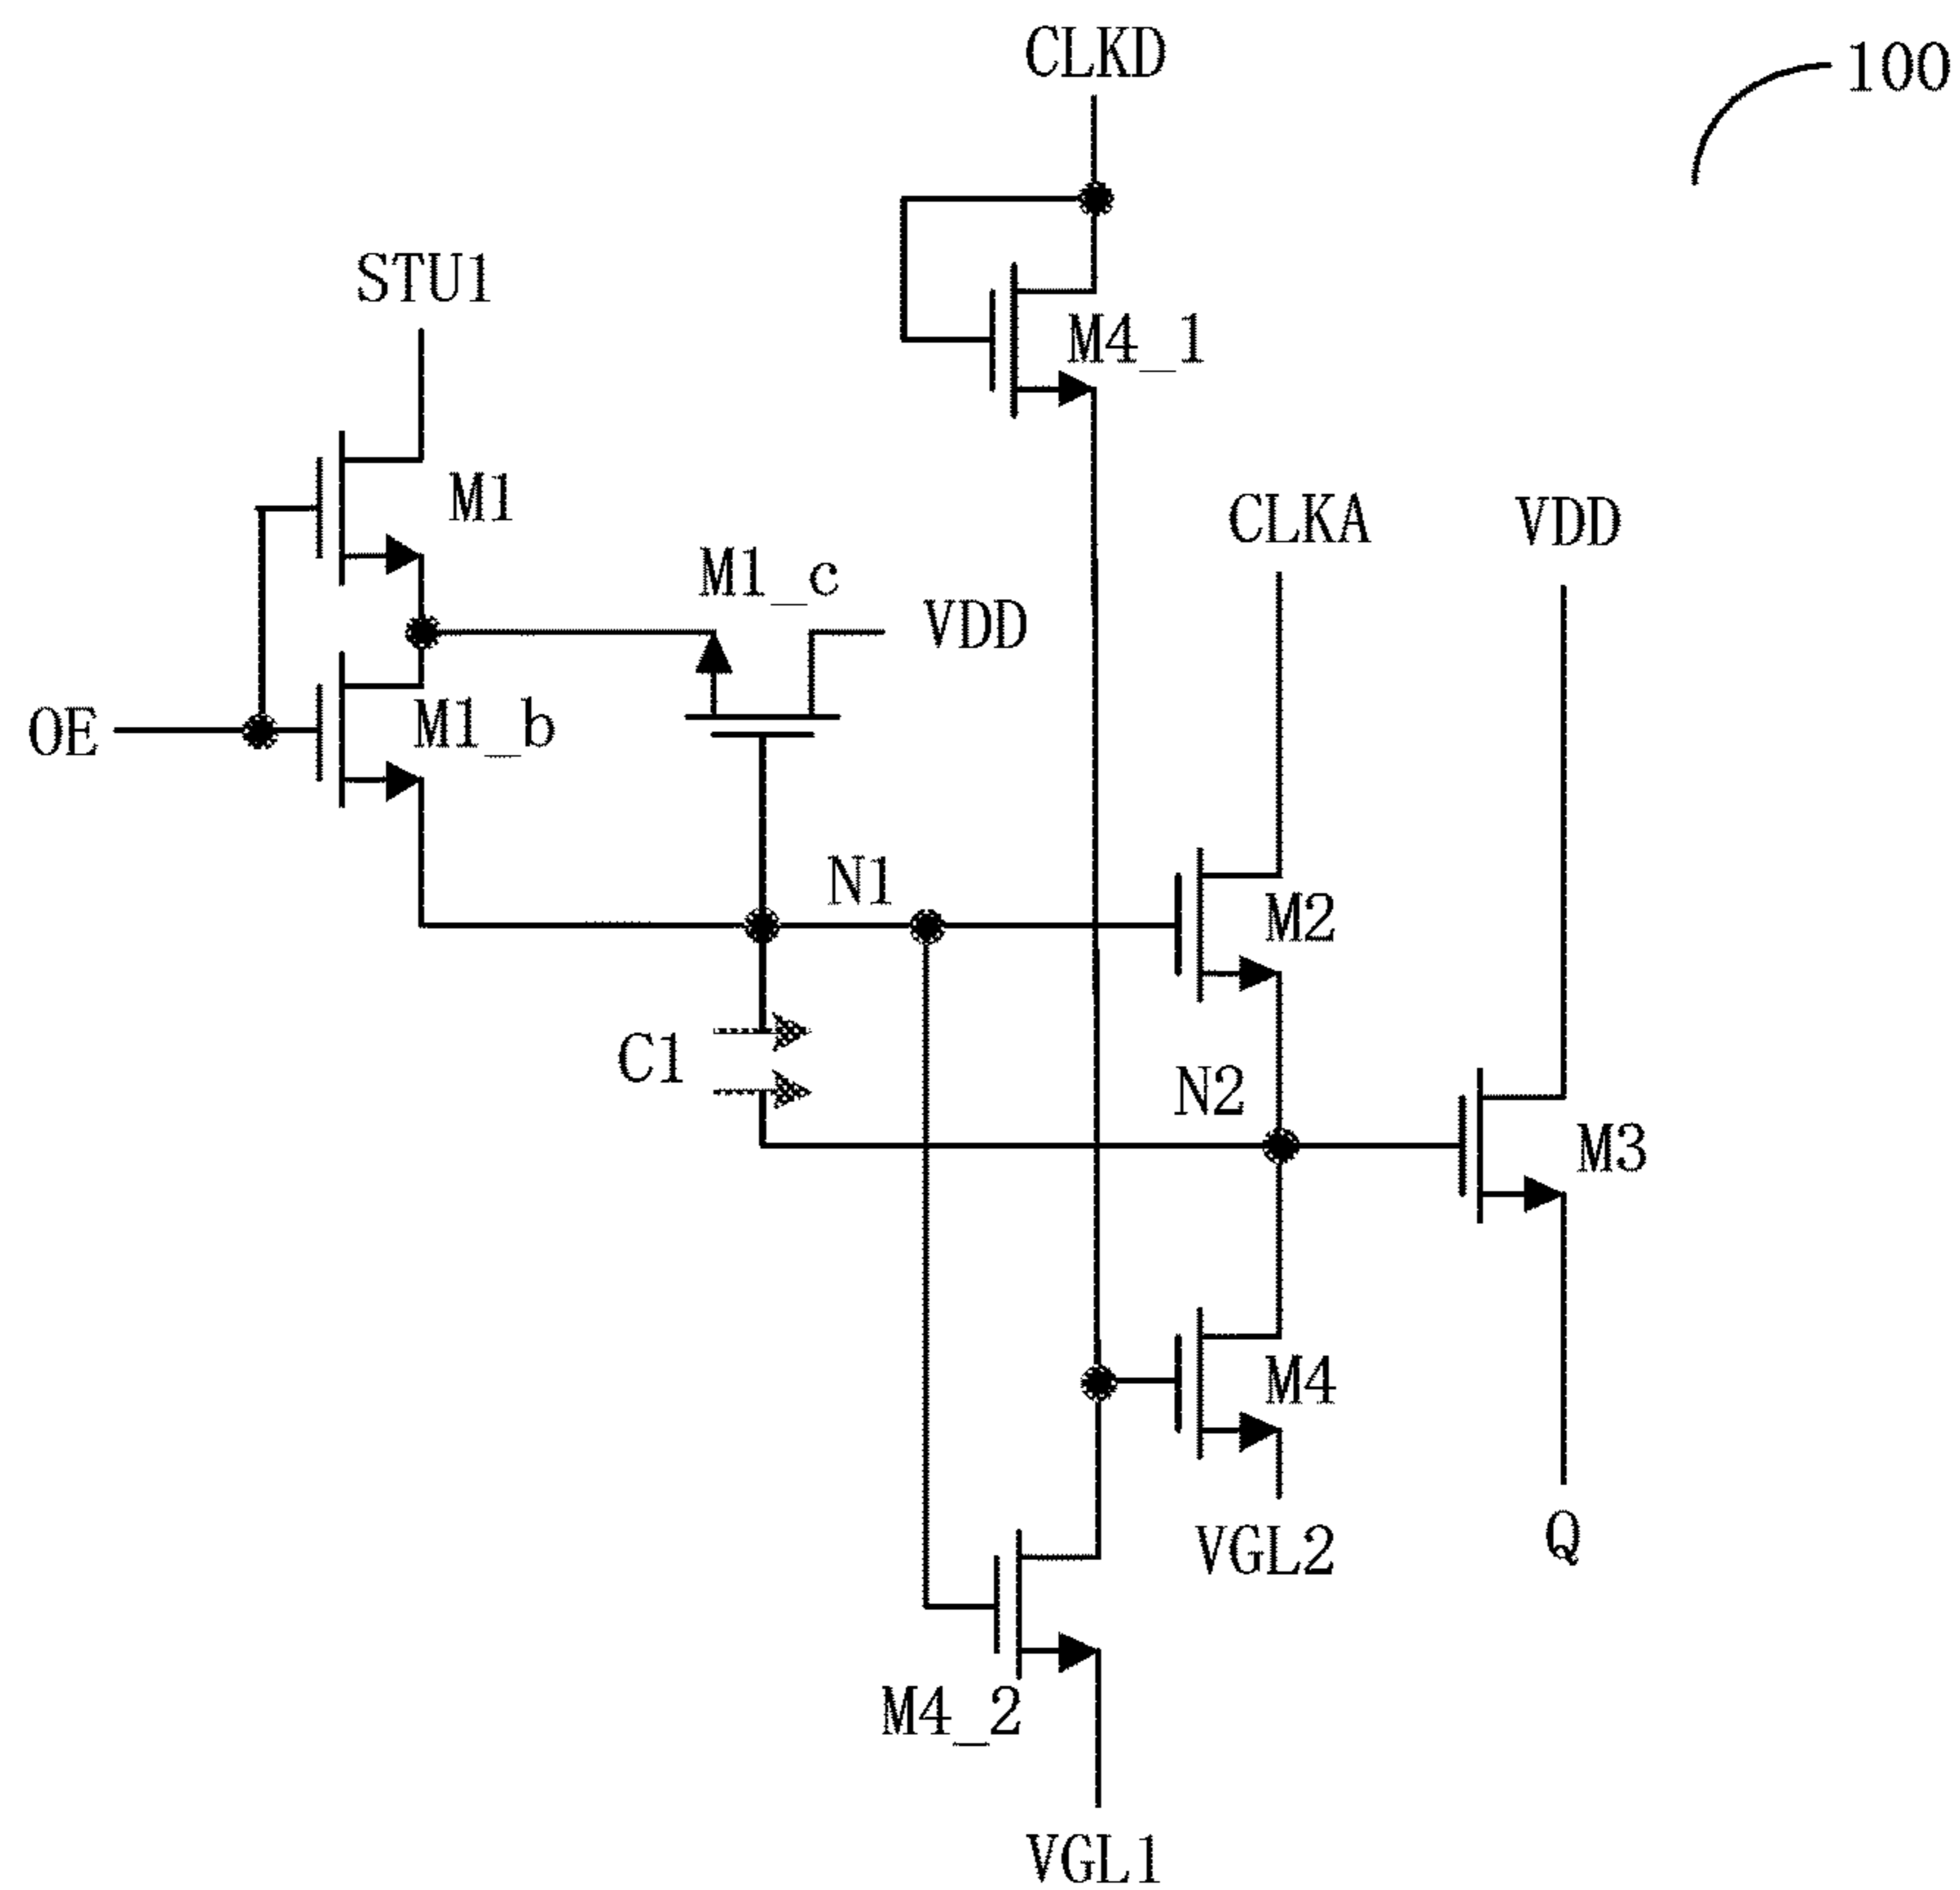 CLKD
100
STU1
M4_1
M1
CLKA
VDD
M1_c
VDD
OE
M1_b
N1
M2
C1
N2
M3
M4
VGL2
Q
M4_2
VGL1